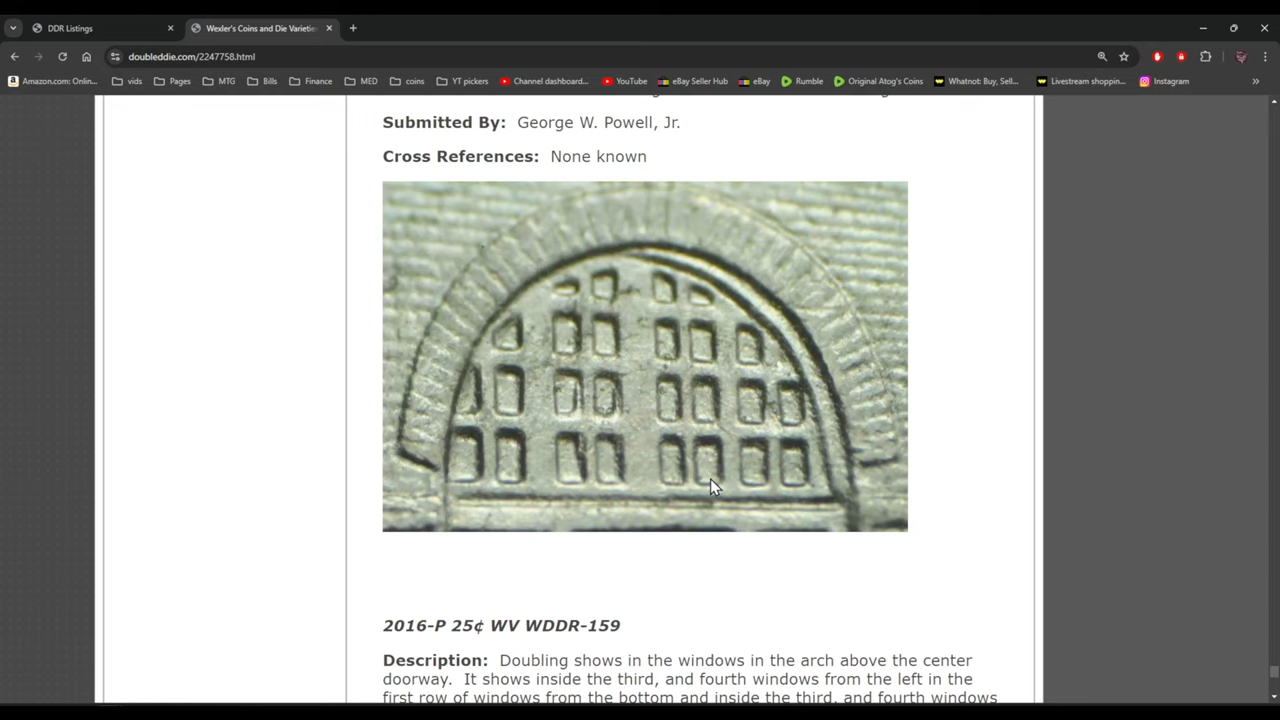 DDR Listings
Wexler's Coins and Die Varietie
doubleddie.com/2247758.html
Amazon.com: Onlin...
vids
Pages
MTG
Bills
Finance
MED
coins
YT pickers
Channel dashboard...
YouTube
eBay Seller Hub
eBay
Rumble
Original Atog's Coins
Whatnot: Buy, Sell...
Livestream shoppin...
Instagram
Submitted By: George W. Powell, Jr.
Cross References: None known
2016-P 25¢ WV WDDR-159
Description: Doubling shows in the windows in the arch above the center
doorway. It shows inside the third, and fourth windows from the left in the
first row of windows from the bottom and inside the third, and fourth windows